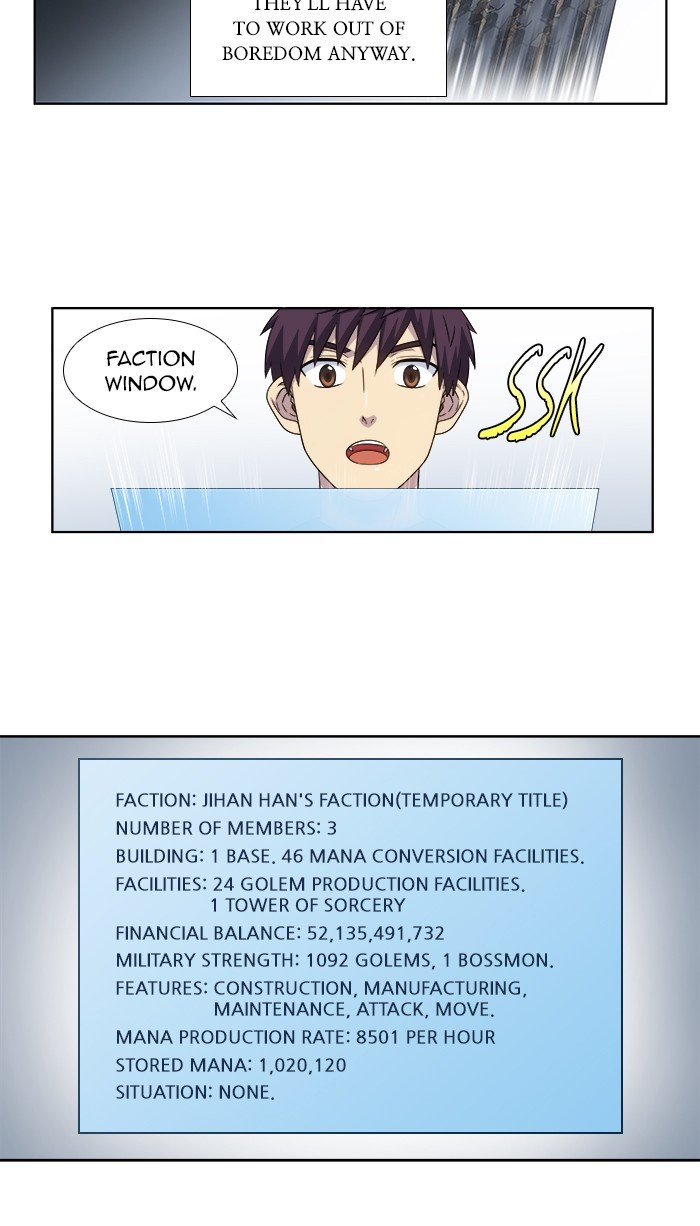 THEY'LL HAVE
TO WORK OUT OF
BOREDOM ANYWAY.
FACTION
WINDOW.
SSK
FACTION: JIHAN HAN'S FACTION(TEMPORARY TITLE)
NUMBER OF MEMBERS: 3
BUILDING: 1 BASE. 46 MANA CONVERSION FACILITIES.
FACILITIES: 24 GOLEM PRODUCTION FACILITIES.
1 TOWER OF SORCERY
FINANCIAL BALANCE: 52,135,491,732
MILITARY STRENGTH: 1092 GOLEMS, 1 BOSSMON.
FEATURES: CONSTRUCTION, MANUFACTURING,
MAINTENANCE, ATTACK, MOVE.
MANA PRODUCTION RATE: 8501 PER HOUR
STORED MANA: 1,020,120
SITUATION: NONE.